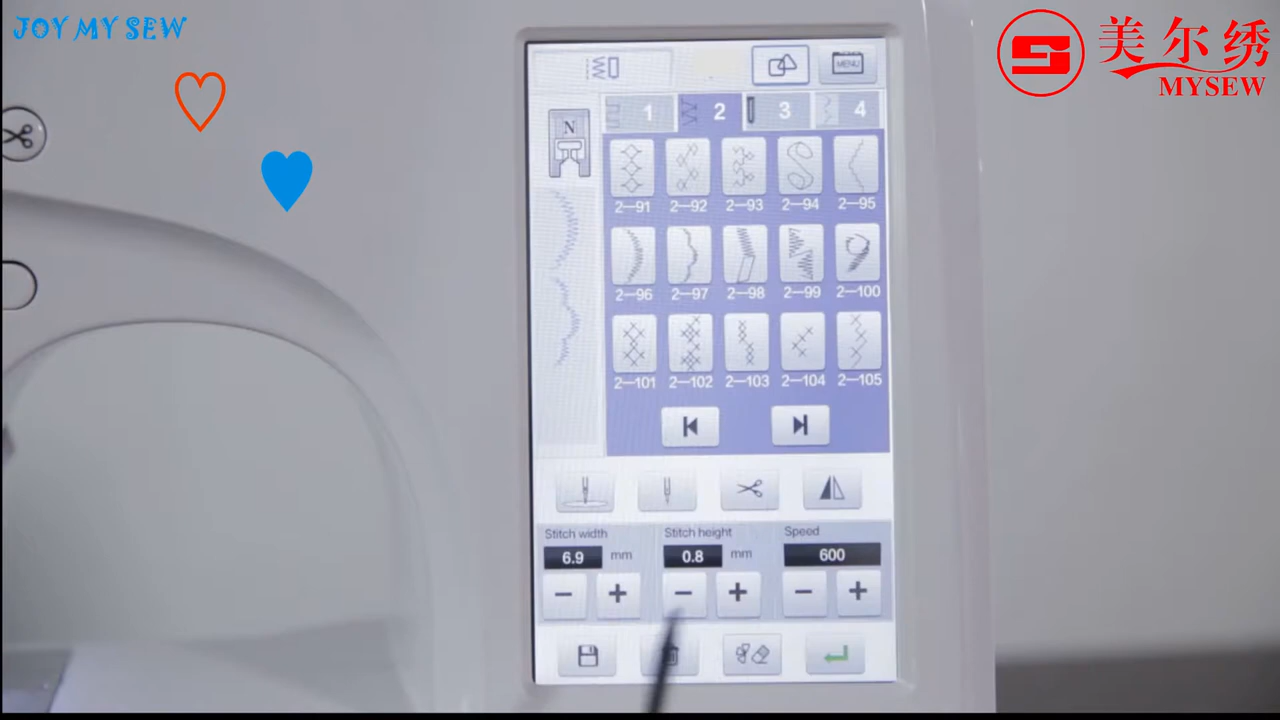 JOY MY SEW
美尔绣
MYSEW
MENU
1 2 3 4
N
2—91 2—92 2—93 2—94 2—95
2—96 2—97 2—98 2—99 2—100
2—101 2—102 2—103 2—104 2—105
Stitch width Stitch height Speed
6.9 mm 0.8 mm 600